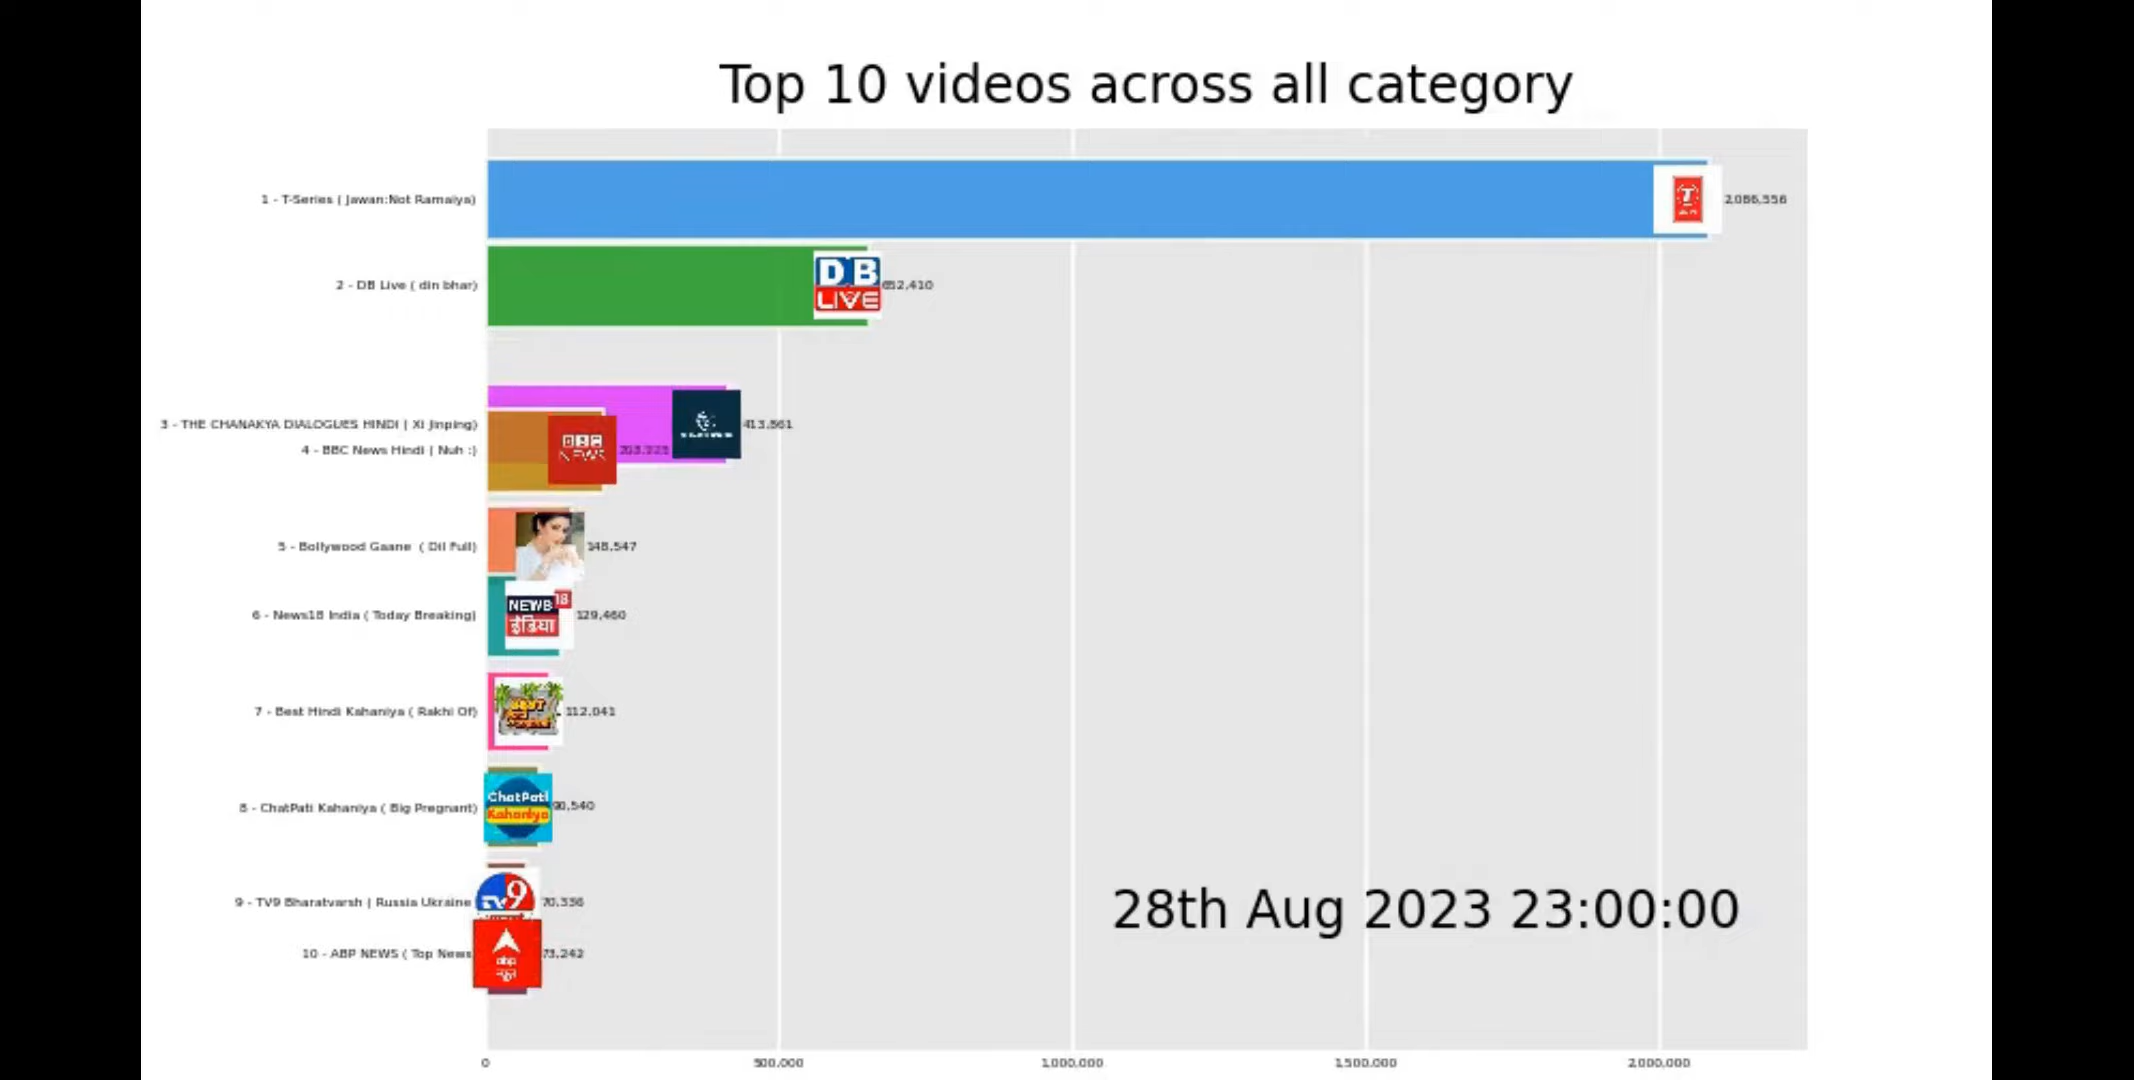 Top 10 videos across all category
1 - T-Series ( Jawan:Not Ramaiya)
2,086,556
DB
LIVE
2 - DB Live ( din bhar)
652,410
3 - THE CHANAKYA DIALOGUES HINDI ( Xi Jinping)
413,861
4 - BBC News Hindi ( Nuh :)
BBC
NEWS
5 - Bollywood Gaane ( Dil Full)
148,547
6 - News18 India ( Today Breaking)
NEWS 18
इंडिया
129,460
7 - Best Hindi Kahaniya ( Rakhi Of)
112,041
8 - ChatPati Kahaniya ( Big Pregnant)
ChatPati
Kahaniya
90,540
9 - TV9 Bharatvarsh ( Russia Ukraine
TV9
70,336
28th Aug 2023 23:00:00
10 - ABP NEWS ( Top News
abp
73,242
0 500,000 1,000,000 1,500,000 2,000,000